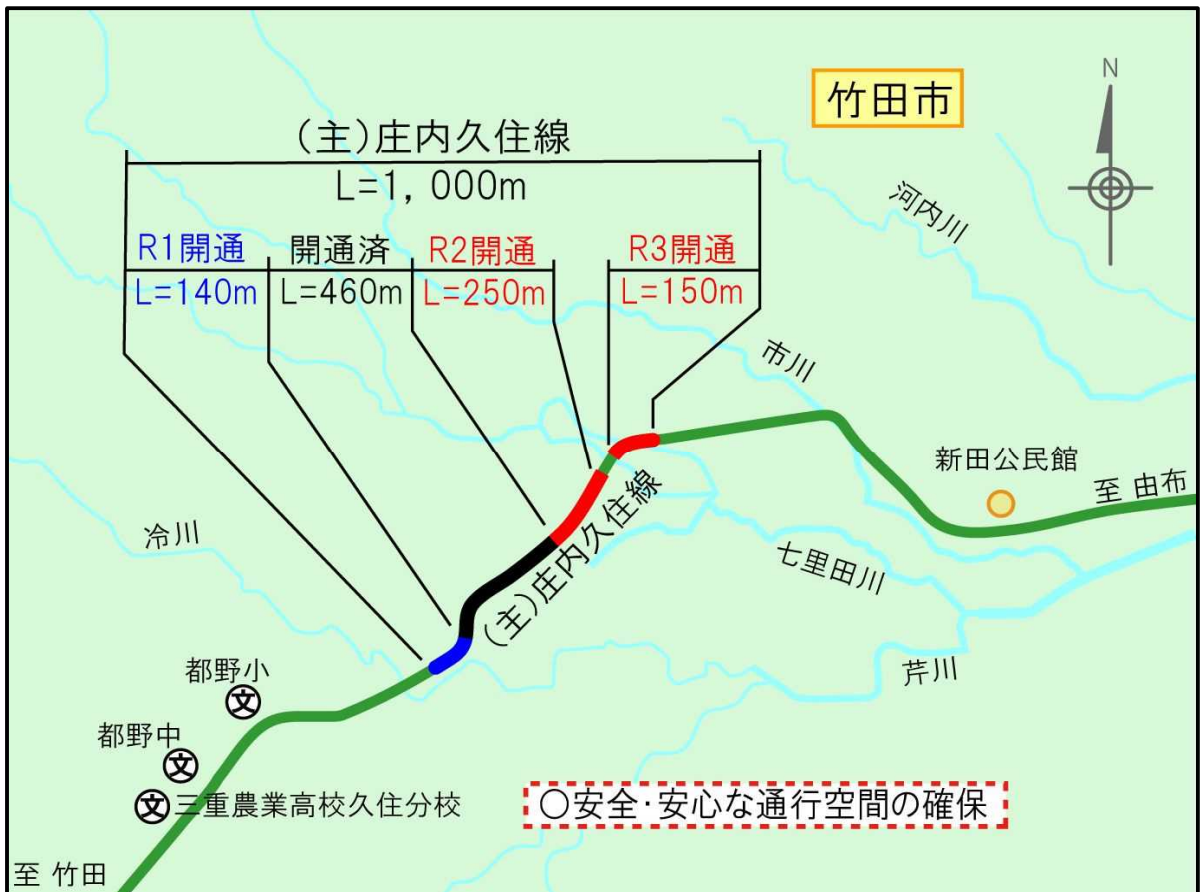 竹田市
N
(主)庄内久住線
L=1, 000m
R1開通
L=140m
開通済
L=460m
R2開通
L=250m
R3開通
L=150m
河内川
市川
新田公民館
至 由布
冷川
(主)庄内久住線
七里田川
芹川
都野小
文
都野中
文
文
三重農業高校久住分校
○安全・安心な通行空間の確保
至 竹田